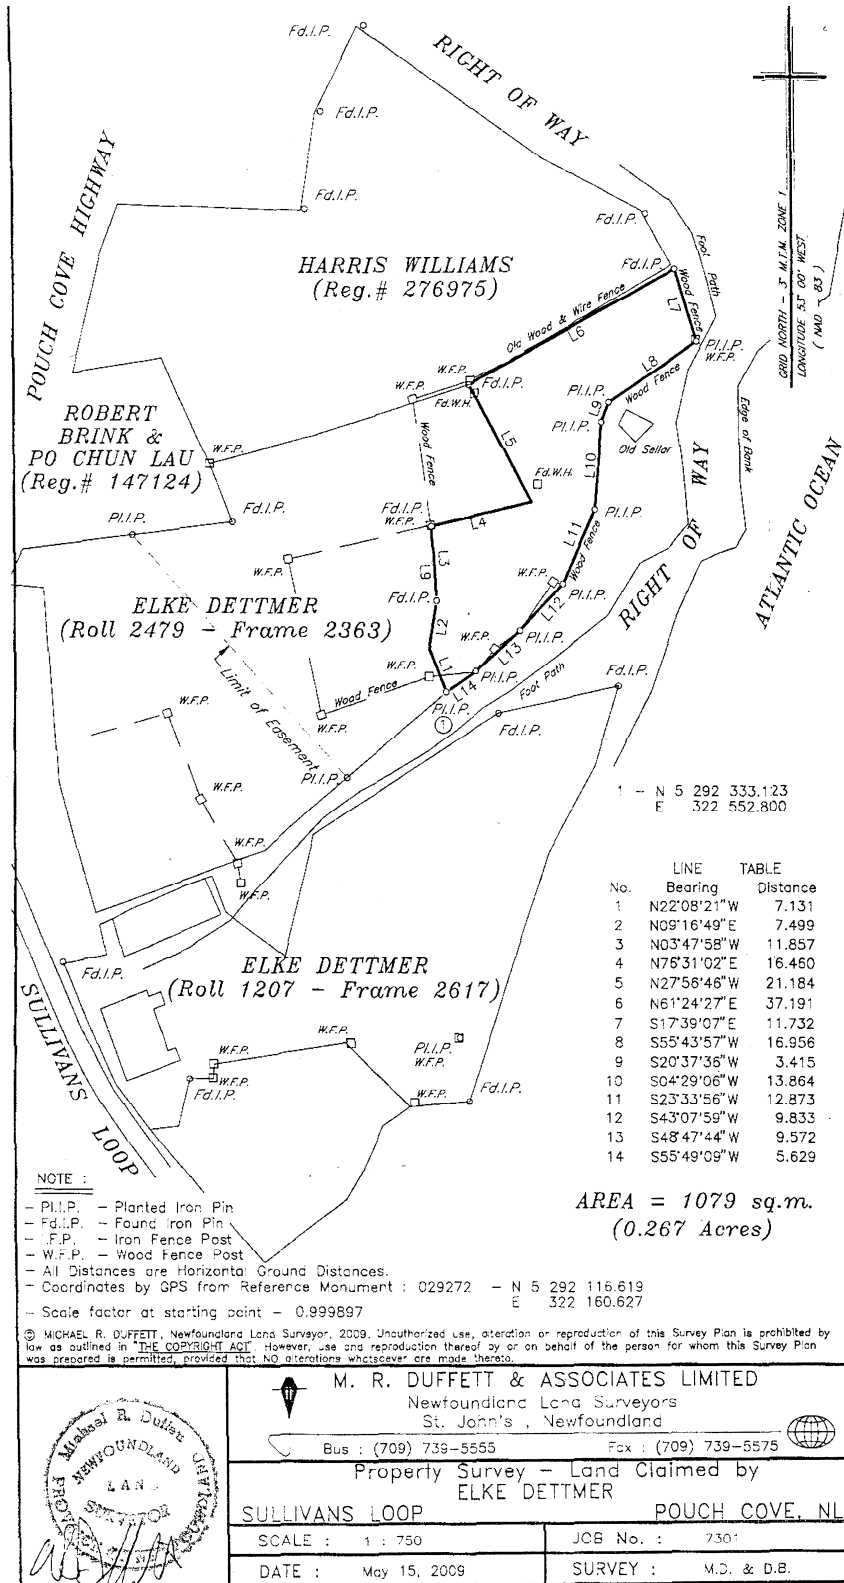 Fd.I.P.
RIGHT OF WAY
Fd.I.P.
POUCH COVE HIGHWAY
Fd.I.P.
Fd.I.P.
GRID NORTH - 3° M.T.M. ZONE 1
LONGITUDE 53° 00' WEST
( NAD - 83 )
Foot Path
HARRIS WILLIAMS
(Reg.# 276975)
Fd.I.P.
Old Wood & Wire Fence
L6
Wood Fence
L7
Pl.I.P.
W.F.P.
W.F.P.
Fd.I.P.
Fd.W.H.
W.F.P.
L8
Wood Fence
Pl.I.P.
L9
Pl.I.P.
Edge of Bank
ROBERT
BRINK &
PO CHUN LAU
(Reg.# 147124)
W.F.P.
Wood Fence
L5
Old Sellar
L10
Fd.W.H.
RIGHT OF WAY
ATLANTIC OCEAN
Pl.I.P.
Fd.I.P.
Fd.I.P.
W.F.P.
L4
L11
Pl.I.P.
W.F.P.
L3
L9
Wood Fence
W.F.P.
ELKE DETTMER
(Roll 2479 - Frame 2363)
Fd.I.P.
L2
L12
W.F.P.
L13
Limit of Easement
W.F.P.
L1
Pl.I.P.
L14
Foot Path
Fd.I.P.
Wood Fence
W.F.P.
W.F.P.
Pl.I.P.
1
Fd.I.P.
Pl.I.P.
W.F.P.
1 - N 5 292 333.123
E 322 552.800
W.F.P.
W.F.P.
LINE TABLE
No. Bearing Distance
1 N22°08'21"W 7.131
2 N09°16'49"E 7.499
3 N03°47'58"W 11.857
4 N76°31'02"E 16.460
5 N27°56'46"W 21.184
6 N61°24'27"E 37.191
7 S17°39'07"E 11.732
8 S55°43'57"W 16.956
9 S20°37'36"W 3.415
10 S04°29'06"W 13.864
11 S23°33'56"W 12.873
12 S43°07'59"W 9.833
13 S48°47'44"W 9.572
14 S55°49'09"W 5.629
Fd.I.P.
ELKE DETTMER
(Roll 1207 - Frame 2617)
SULLIVANS LOOP
W.F.P.
W.F.P.
Pl.I.P.
W.F.P.
W.F.P.
Fd.I.P.
W.F.P.
Fd.I.P.
AREA = 1079 sq.m.
(0.267 Acres)
NOTE :
- Pl.I.P. - Planted Iron Pin
- Fd.I.P. - Found Iron Pin
- I.F.P. - Iron Fence Post
- W.F.P. - Wood Fence Post
- All Distances are Horizontal Ground Distances.
- Coordinates by GPS from Reference Monument : 029272 - N 5 292 116.619
E 322 160.627
- Scale factor at starting point - 0.999897
© MICHAEL R. DUFFETT, Newfoundland Land Surveyor, 2009. Unauthorized use, alteration or reproduction of this Survey Plan is prohibited by
law as outlined in "THE COPYRIGHT ACT". However, use and reproduction thereof by or on behalf of the person for whom this Survey Plan
was prepared is permitted, provided that NO alterations whatsoever are made thereto.
Michael R. Duffett
NEWFOUNDLAND
LAND
SURVEYOR
M. R. DUFFETT & ASSOCIATES LIMITED
Newfoundland Land Surveyors
St. John's , Newfoundland
Bus : (709) 739-5555 Fax : (709) 739-5575
Property Survey - Land Claimed by
ELKE DETTMER
SULLIVANS LOOP POUCH COVE, NL
SCALE : 1 : 750 JOB No. : 7301
DATE : May 15, 2009 SURVEY : M.D. & D.B.